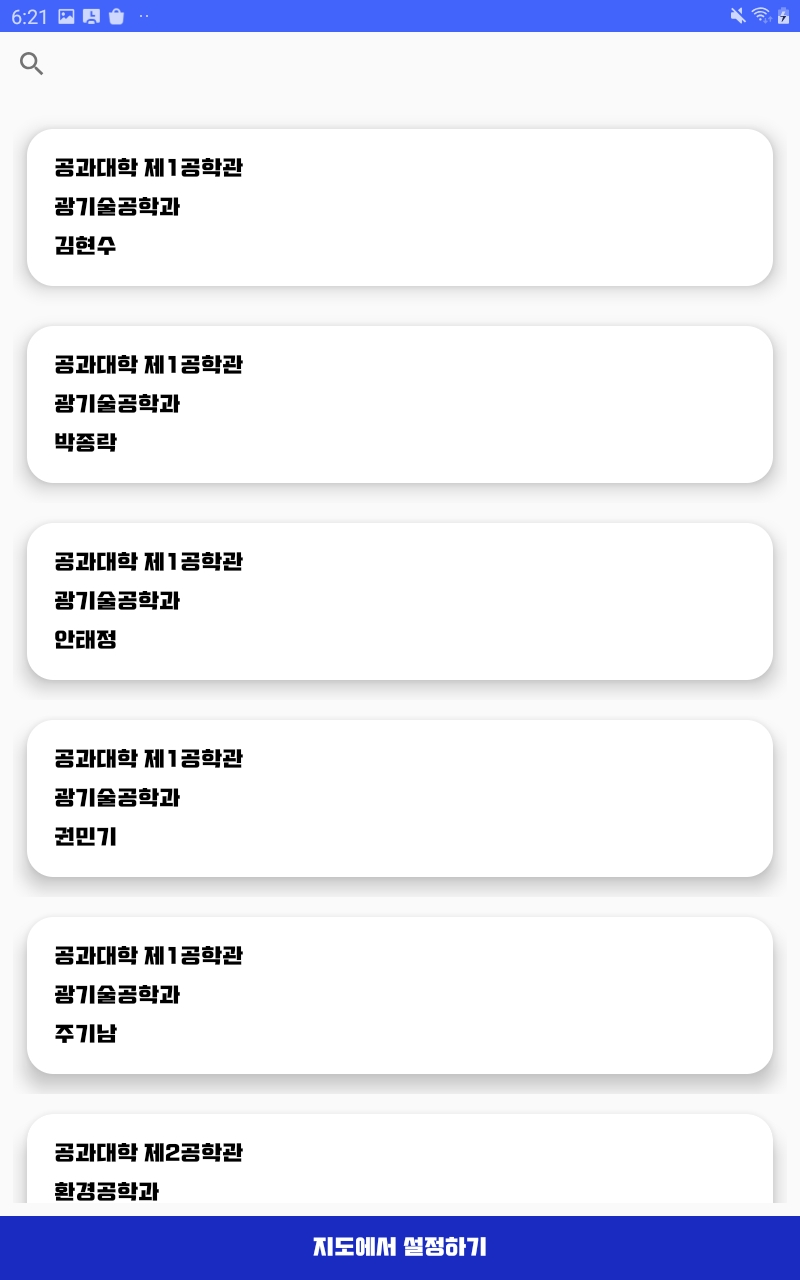 6:21
공과대학 제1공학관
광기술공학과
김현수
공과대학 제1공학관
광기술공학과
박종락
공과대학 제1공학관
광기술공학과
안태정
공과대학 제1공학관
광기술공학과
권민기
공과대학 제1공학관
광기술공학과
주기남
공과대학 제2공학관
환경공학과
지도에서 설정하기